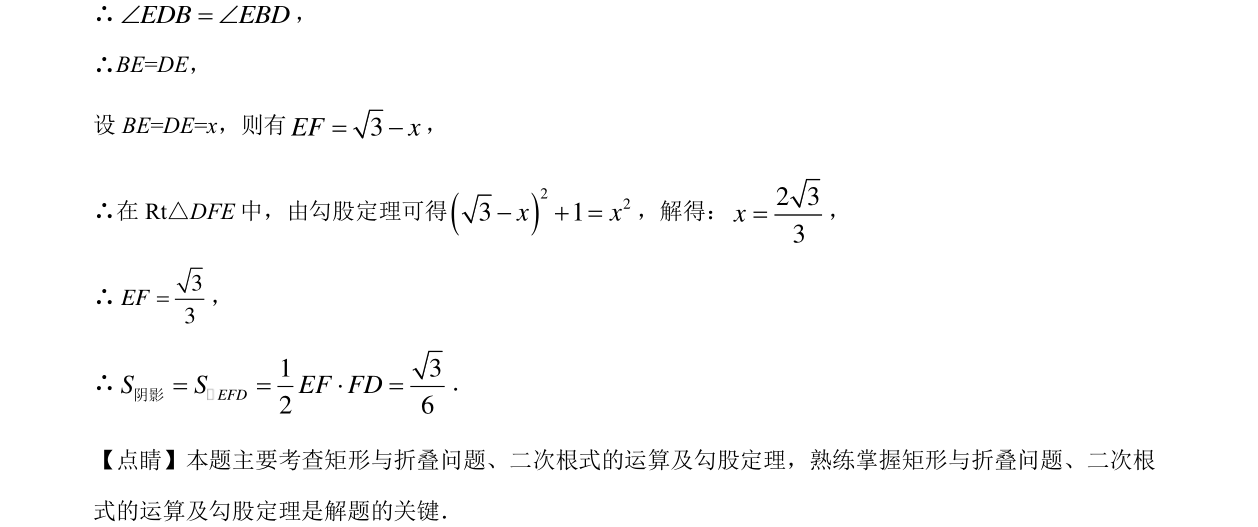 ∴∠EDB = ∠EBD，
∴BE=DE，
设 BE=DE=x，则有 EF = √3 − x，
∴在 Rt△DFE 中，由勾股定理可得(√3 − x)² + 1 = x²，解得：x = 2√3/3，
∴ EF = √3/3，
∴ S阴影 = S□EFD = 1/2 EF · FD = √3/6．
【点睛】本题主要考查矩形与折叠问题、二次根式的运算及勾股定理，熟练掌握矩形与折叠问题、二次根
式的运算及勾股定理是解题的关键．